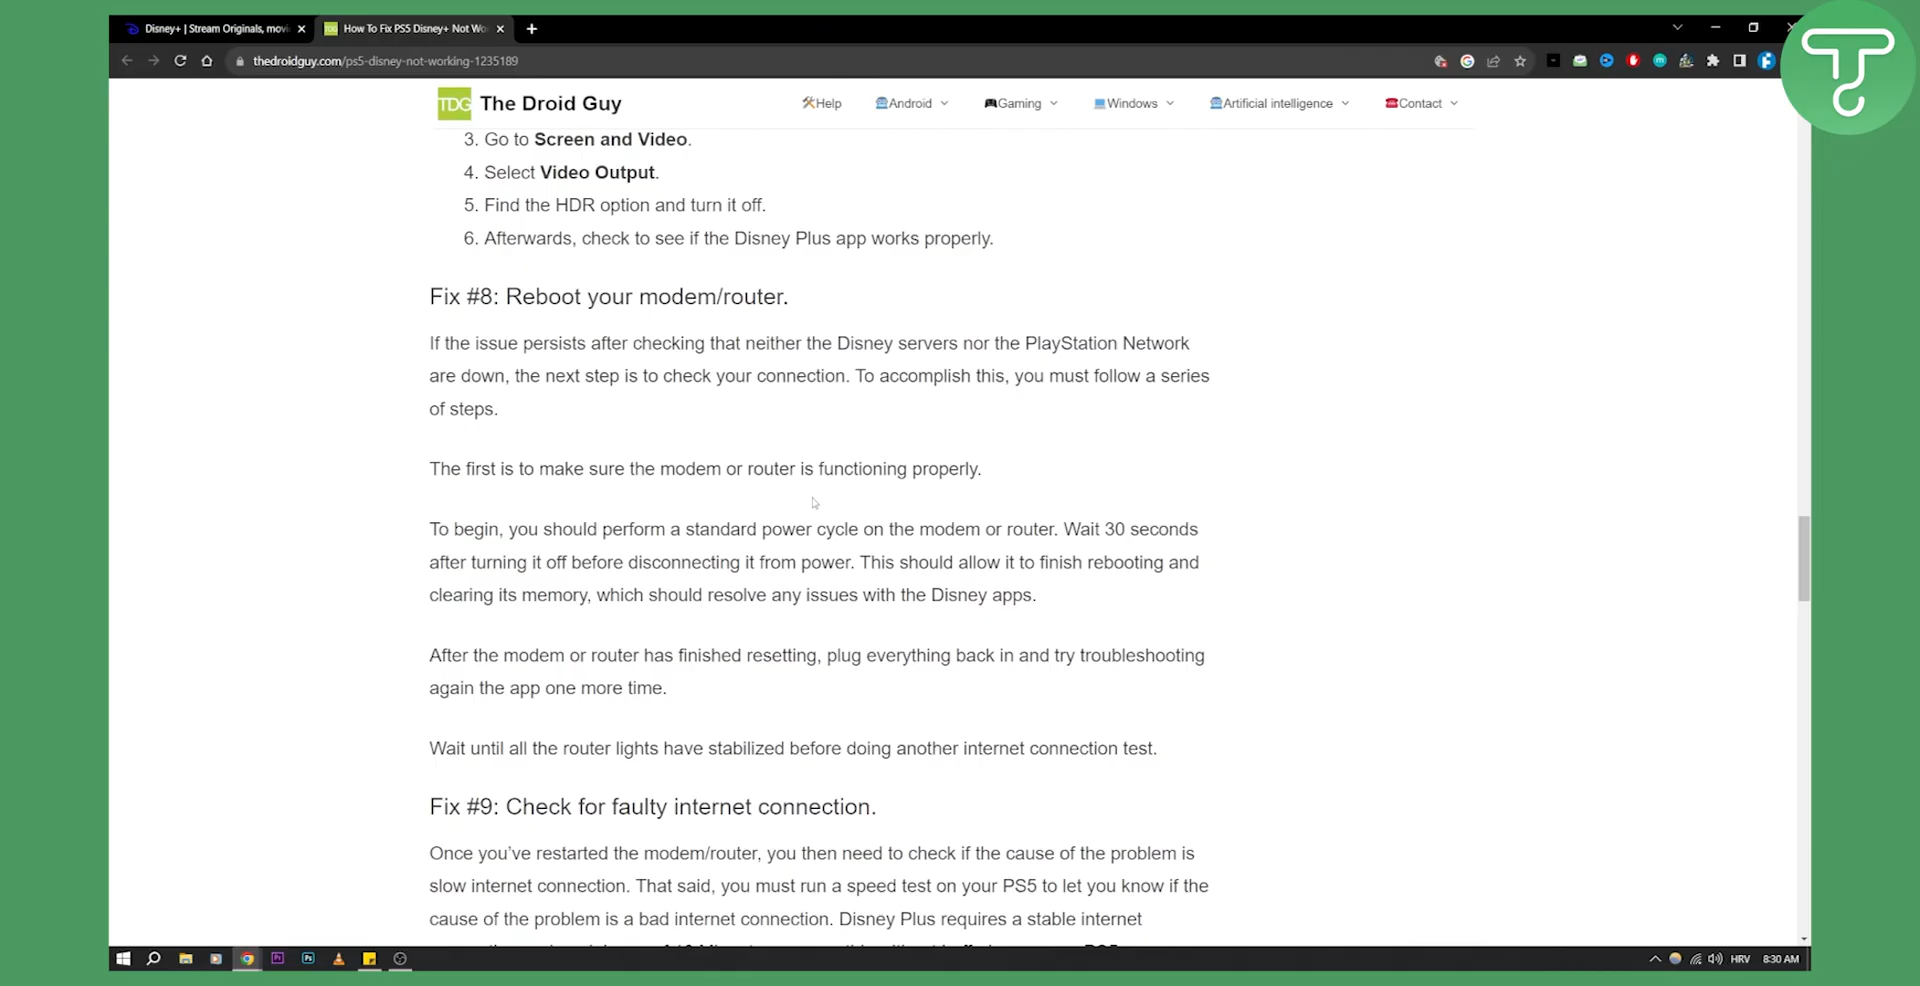 Disney+ | Stream Originals, movi
How To Fix PS5 Disney+ Not Wo
thedroidguy.com/ps5-disney-not-working-1235189
TDG The Droid Guy
Help
Android
Gaming
Windows
Artificial intelligence
Contact
3. Go to Screen and Video.
4. Select Video Output.
5. Find the HDR option and turn it off.
6. Afterwards, check to see if the Disney Plus app works properly.
Fix #8: Reboot your modem/router.
If the issue persists after checking that neither the Disney servers nor the PlayStation Network
are down, the next step is to check your connection. To accomplish this, you must follow a series
of steps.
The first is to make sure the modem or router is functioning properly.
To begin, you should perform a standard power cycle on the modem or router. Wait 30 seconds
after turning it off before disconnecting it from power. This should allow it to finish rebooting and
clearing its memory, which should resolve any issues with the Disney apps.
After the modem or router has finished resetting, plug everything back in and try troubleshooting
again the app one more time.
Wait until all the router lights have stabilized before doing another internet connection test.
Fix #9: Check for faulty internet connection.
Once you've restarted the modem/router, you then need to check if the cause of the problem is
slow internet connection. That said, you must run a speed test on your PS5 to let you know if the
cause of the problem is a bad internet connection. Disney Plus requires a stable internet
HRV
8:30 AM